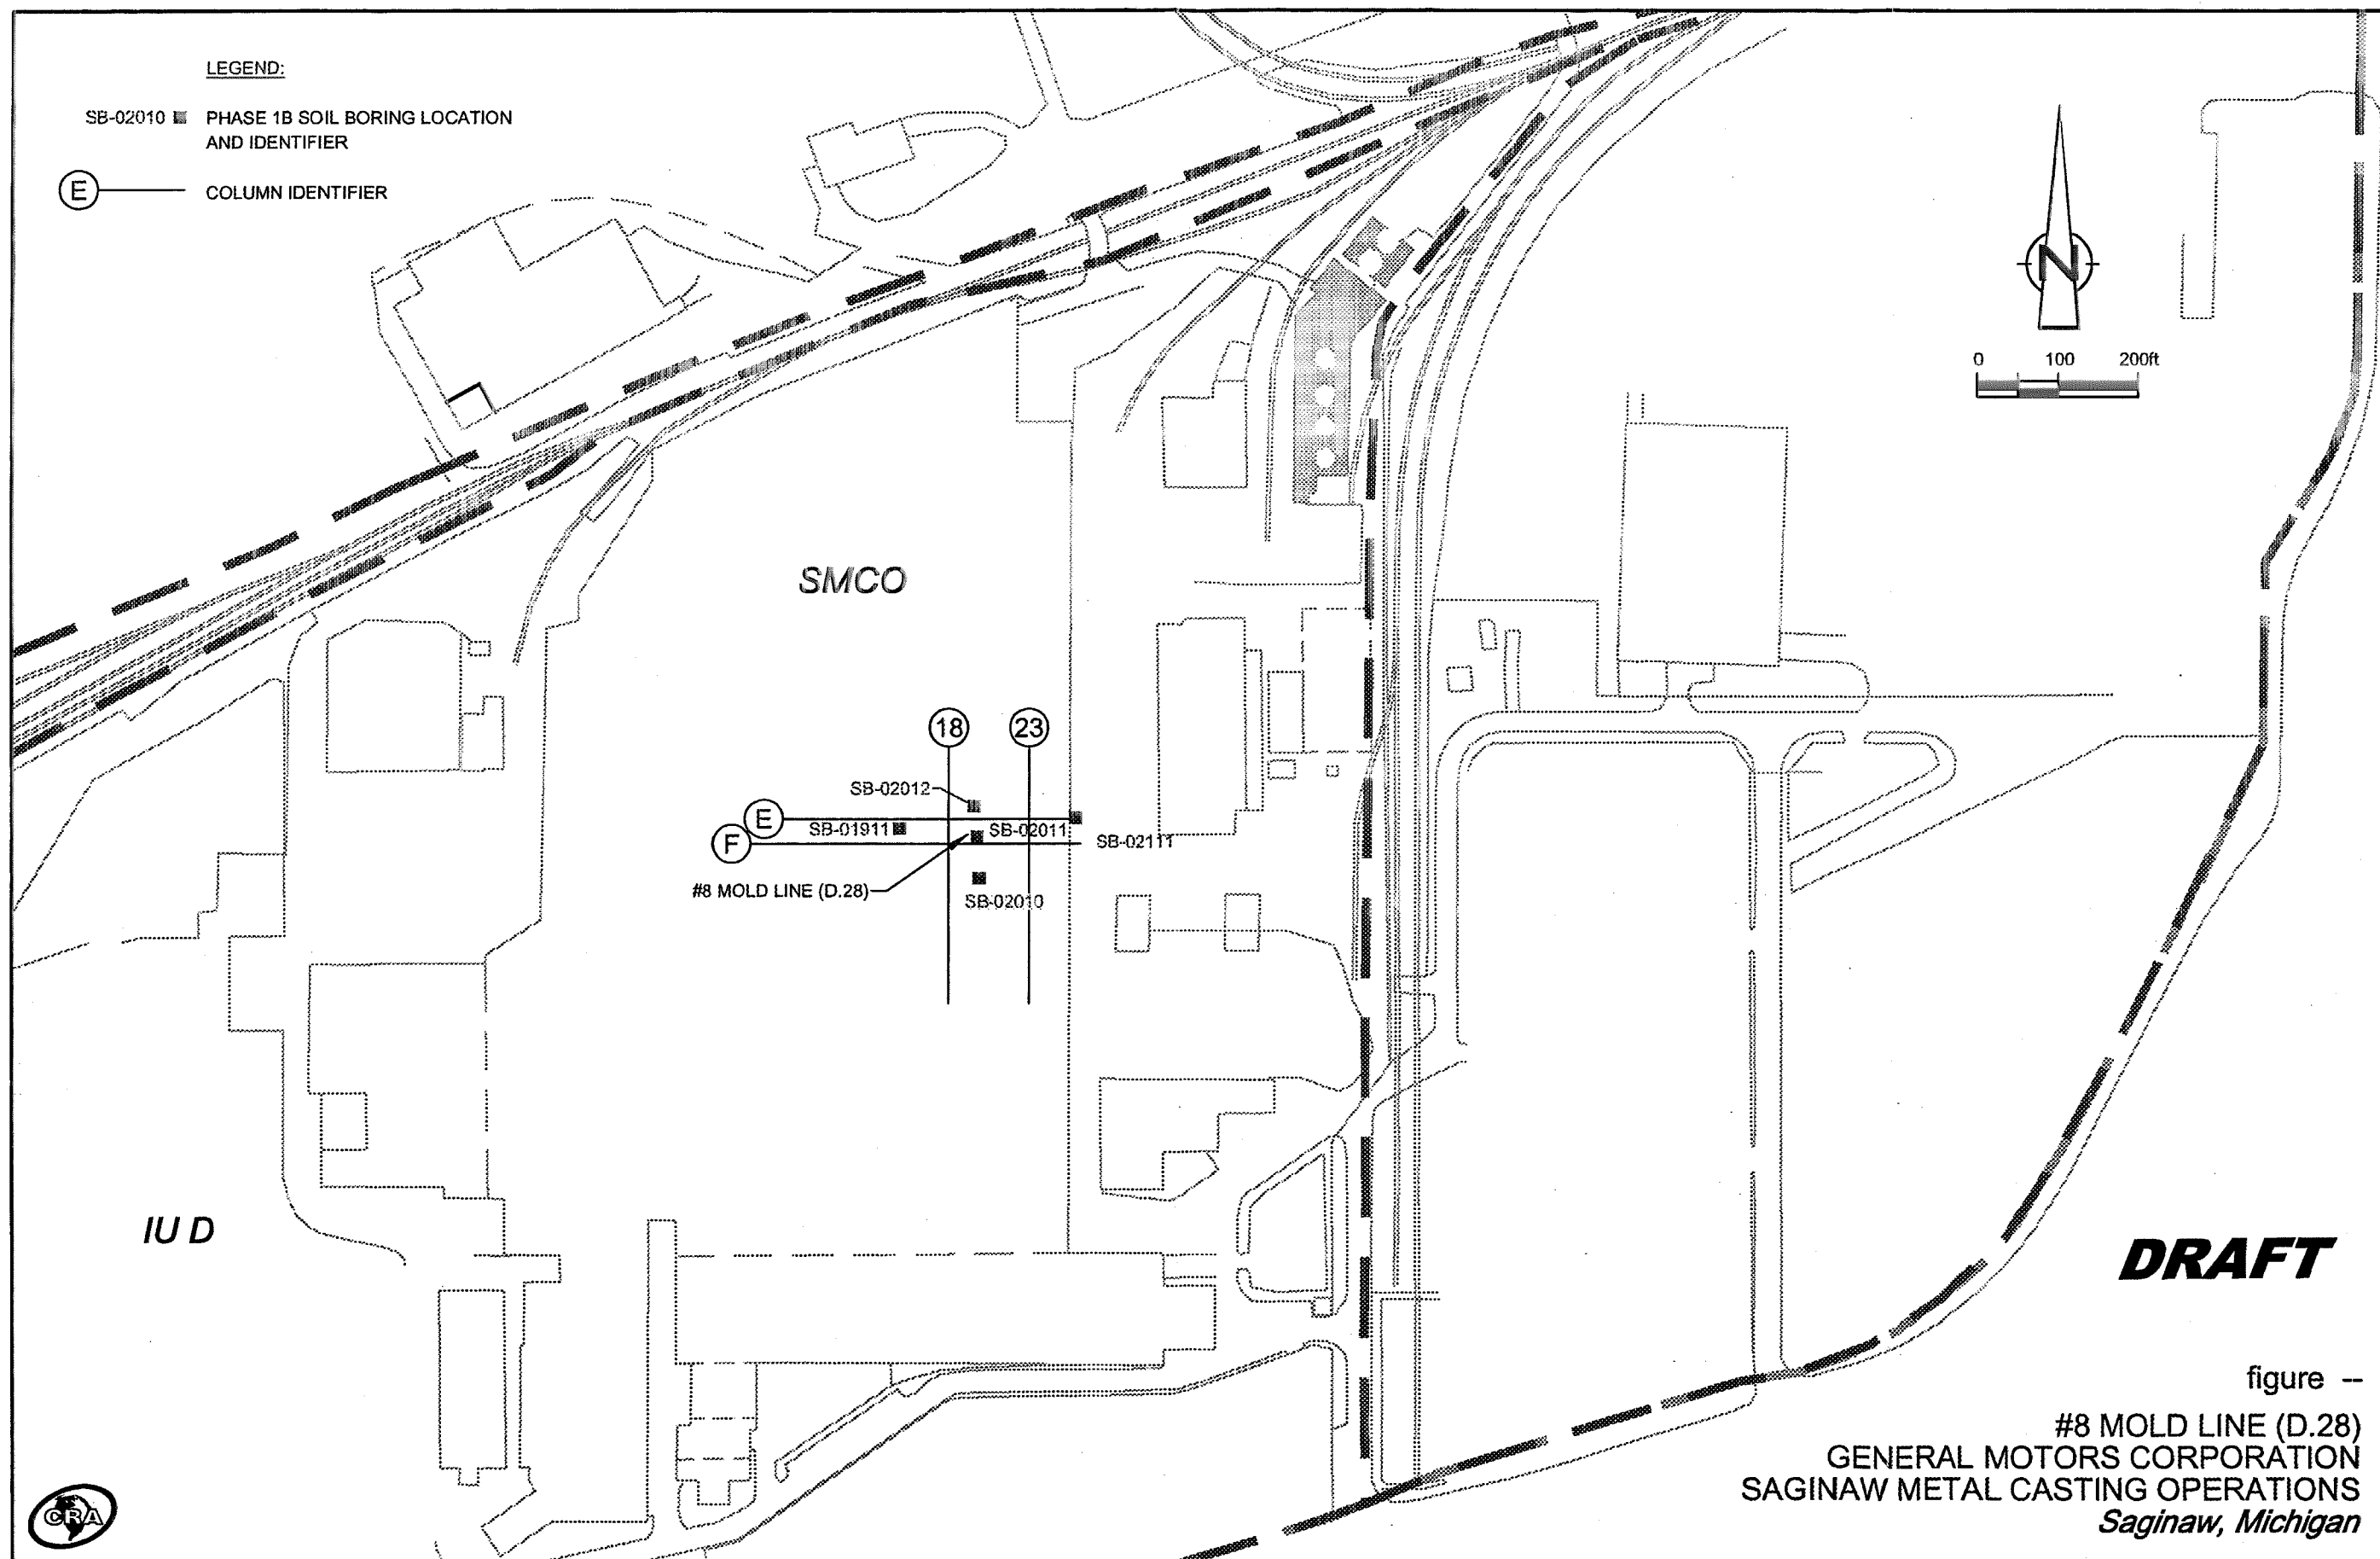 LEGEND:
SB-02010 PHASE 1B SOIL BORING LOCATION
AND IDENTIFIER
E COLUMN IDENTIFIER
N
0 100 200ft
SMCO
18 23
SB-02012
E
SB-01911 SB-02011
F
SB-02111
#8 MOLD LINE (D.28)
SB-02010
IU D
DRAFT
figure --
#8 MOLD LINE (D.28)
GENERAL MOTORS CORPORATION
SAGINAW METAL CASTING OPERATIONS
Saginaw, Michigan
CRA